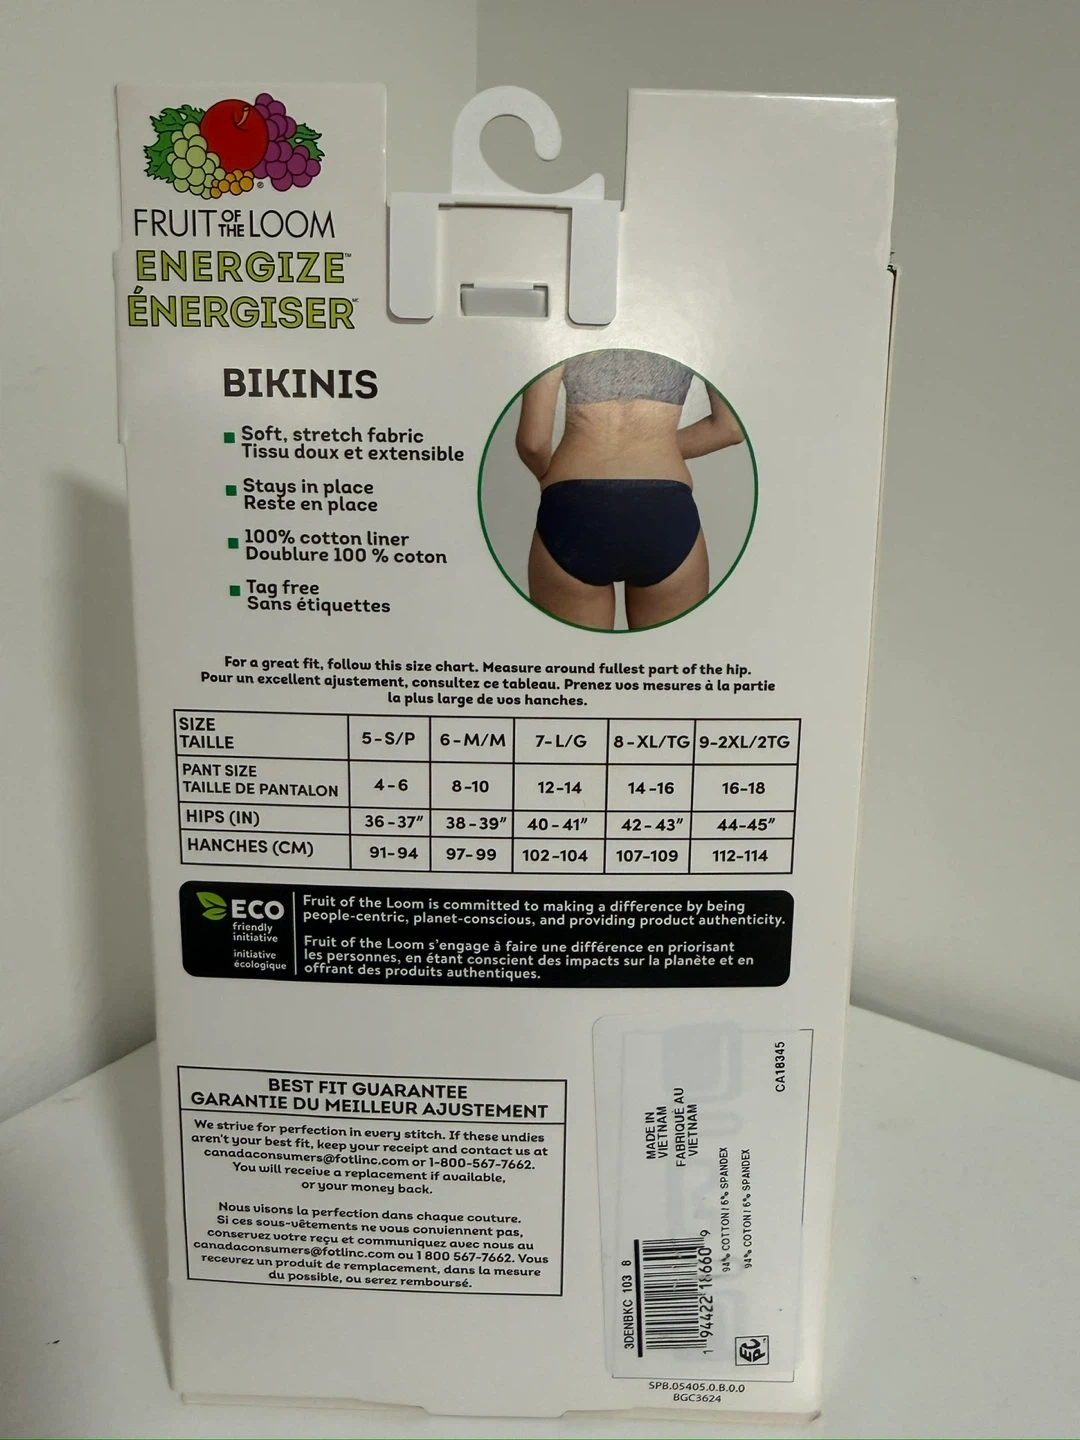 FRUIT OF THE LOOM
ENERGIZE™
ÉNERGISER
BIKINIS
Soft, stretch fabric
Tissu doux et extensible
Stays in place
Reste en place
100% cotton liner
Doublure 100 % coton
Tag free
Sans étiquettes
For a great fit, follow this size chart. Measure around fullest part of the hip.
Pour un excellent ajustement, consultez ce tableau. Prenez vos mesures à la partie
la plus large de vos hanches.
SIZE
TAILLE 5-S/P 6-M/M 7-L/G 8-XL/TG 9-2XL/2TG
PANT SIZE
TAILLE DE PANTALON 4-6 8-10 12-14 14-16 16-18
HIPS (IN) 36-37" 38-39" 40-41" 42-43" 44-45"
HANCHES (CM) 91-94 97-99 102-104 107-109 112-114
ECO
friendly
initiative
initiative
écologique
Fruit of the Loom is committed to making a difference by being
people-centric, planet-conscious, and providing product authenticity.
Fruit of the Loom s'engage à faire une différence en priorisant
les personnes, en étant conscient des impacts sur la planète et en
offrant des produits authentiques.
BEST FIT GUARANTEE
GARANTIE DU MEILLEUR AJUSTEMENT
We strive for perfection in every stitch. If these undies
aren't your best fit, keep your receipt and contact us at
canadaconsumers@fotlinc.com or 1-800-567-7662.
You will receive a replacement if available,
or your money back.
Nous visons la perfection dans chaque couture.
Si ces sous-vêtements ne vous conviennent pas,
conservez votre reçu et communiquez avec nous au
canadaconsumers@fotlinc.com ou 1 800 567-7662. Vous
recevrez un produit de remplacement, dans la mesure
du possible, ou serez remboursé.
3DENBKC 103 8
MADE IN
VIETNAM
FABRIQUÉ AU
VIETNAM
1 94422 18660 9
94% COTTON / 6% SPANDEX
94% COTON / 6% SPANDEX
CA18345
EPC
SPB.05405.0.B.0.0
BGC3624